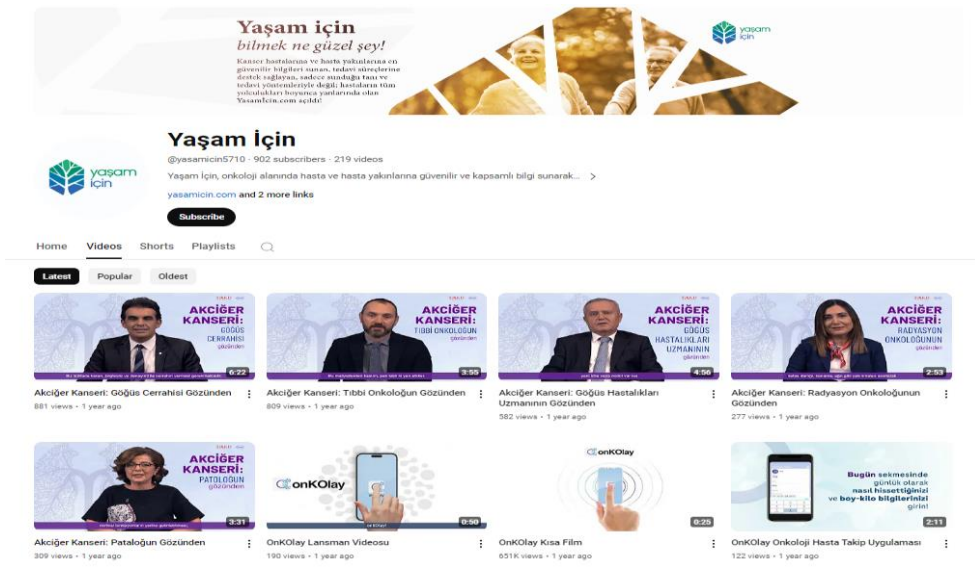 Yaşam için
bilmek ne güzel şey!
Kanser hastalarına ve hasta yakınlarına en
güvenilir bilgileri sunan, tedavi süreçlerine
destek sağlayan, sadece sunduğu tanı ve
tedavi yöntemleriyle değil; hastaların tüm
yolculukları boyunca yanlarında olan
Yasamİcin.com açıldı!
yaşam
için
yaşam
için
Yaşam İçin
@yasamicin5710 · 902 subscribers · 219 videos
Yaşam İçin, onkoloji alanında hasta ve hasta yakınlarına güvenilir ve kapsamlı bilgi sunarak...
yasamicin.com and 2 more links
Subscribe
Home Videos Shorts Playlists
Latest Popular Oldest
AKCİĞER
KANSERİ:
GÖĞÜS
CERRAHİSİ
gözünden
6:22
AKCİĞER
KANSERİ:
TIBBİ ONKOLOĞUN
gözünden
3:55
AKCİĞER
KANSERİ:
GÖĞÜS
HASTALIKLARI
UZMANININ
gözünden
4:56
AKCİĞER
KANSERİ:
RADYASYON
ONKOLOĞUNUN
gözünden
2:53
Akciğer Kanseri: Göğüs Cerrahisi Gözünden
881 views · 1 year ago
Akciğer Kanseri: Tıbbi Onkoloğun Gözünden
809 views · 1 year ago
Akciğer Kanseri: Göğüs Hastalıkları
Uzmanının Gözünden
582 views · 1 year ago
Akciğer Kanseri: Radyasyon Onkoloğunun
Gözünden
277 views · 1 year ago
AKCİĞER
KANSERİ:
PATOLOĞUN
gözünden
3:31
onKOlay
0:50
onKOlay
0:25
Bugün sekmesinde
günlük olarak
nasıl hissettiğinizi
ve boy-kilo bilgilerinizi
girin!
2:11
Akciğer Kanseri: Pataloğun Gözünden
309 views · 1 year ago
OnKOlay Lansman Videosu
190 views · 1 year ago
OnKOlay Kısa Film
651K views · 1 year ago
OnKOlay Onkoloji Hasta Takip Uygulaması
122 views · 1 year ago